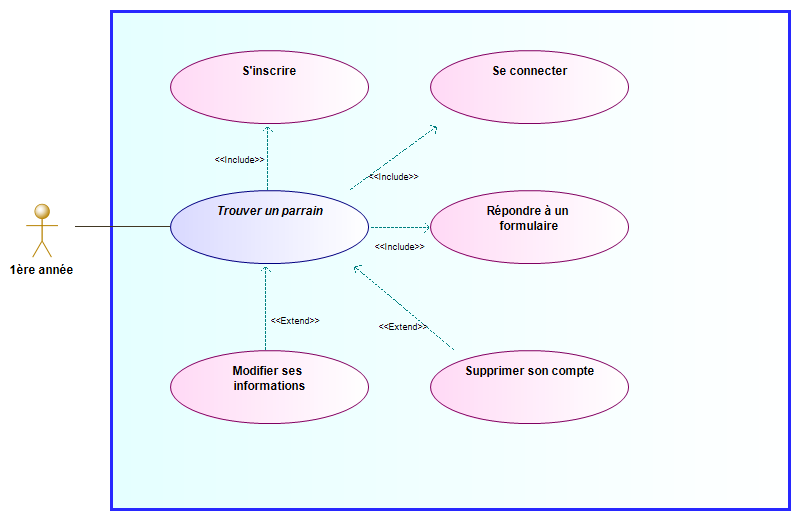 S'inscrire
Se connecter
<<Include>>
<<Include>>
Trouver un parrain
Répondre à un
formulaire
<<Include>>
1ère année
<<Extend>>
<<Extend>>
Modifier ses
informations
Supprimer son compte